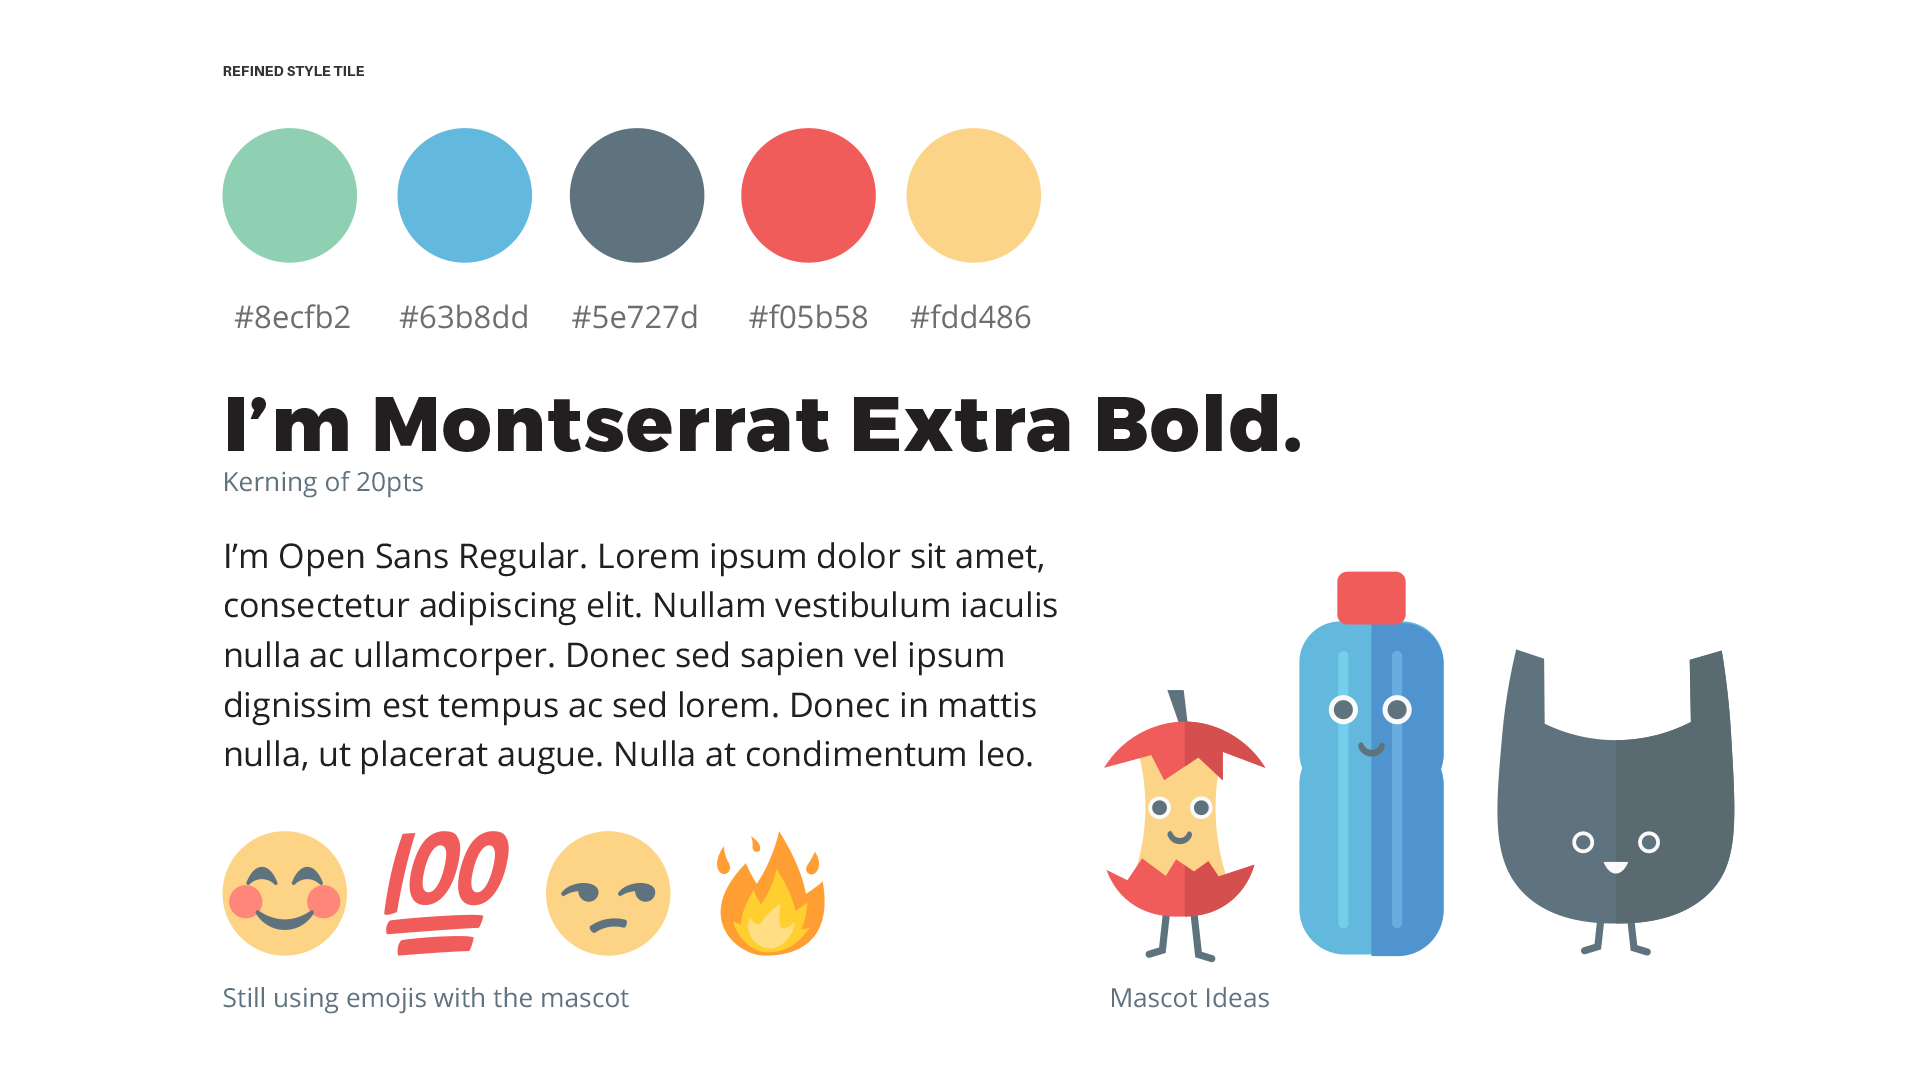 REFINED STYLE TILE
#8ecfb2 #63b8dd #5e727d #f05b58 #fdd486
I’m Montserrat Extra Bold.
Kerning of 20pts
I’m Open Sans Regular. Lorem ipsum dolor sit amet,
consectetur adipiscing elit. Nullam vestibulum iaculis
nulla ac ullamcorper. Donec sed sapien vel ipsum
dignissim est tempus ac sed lorem. Donec in mattis
nulla, ut placerat augue. Nulla at condimentum leo.
100
Still using emojis with the mascot
Mascot Ideas